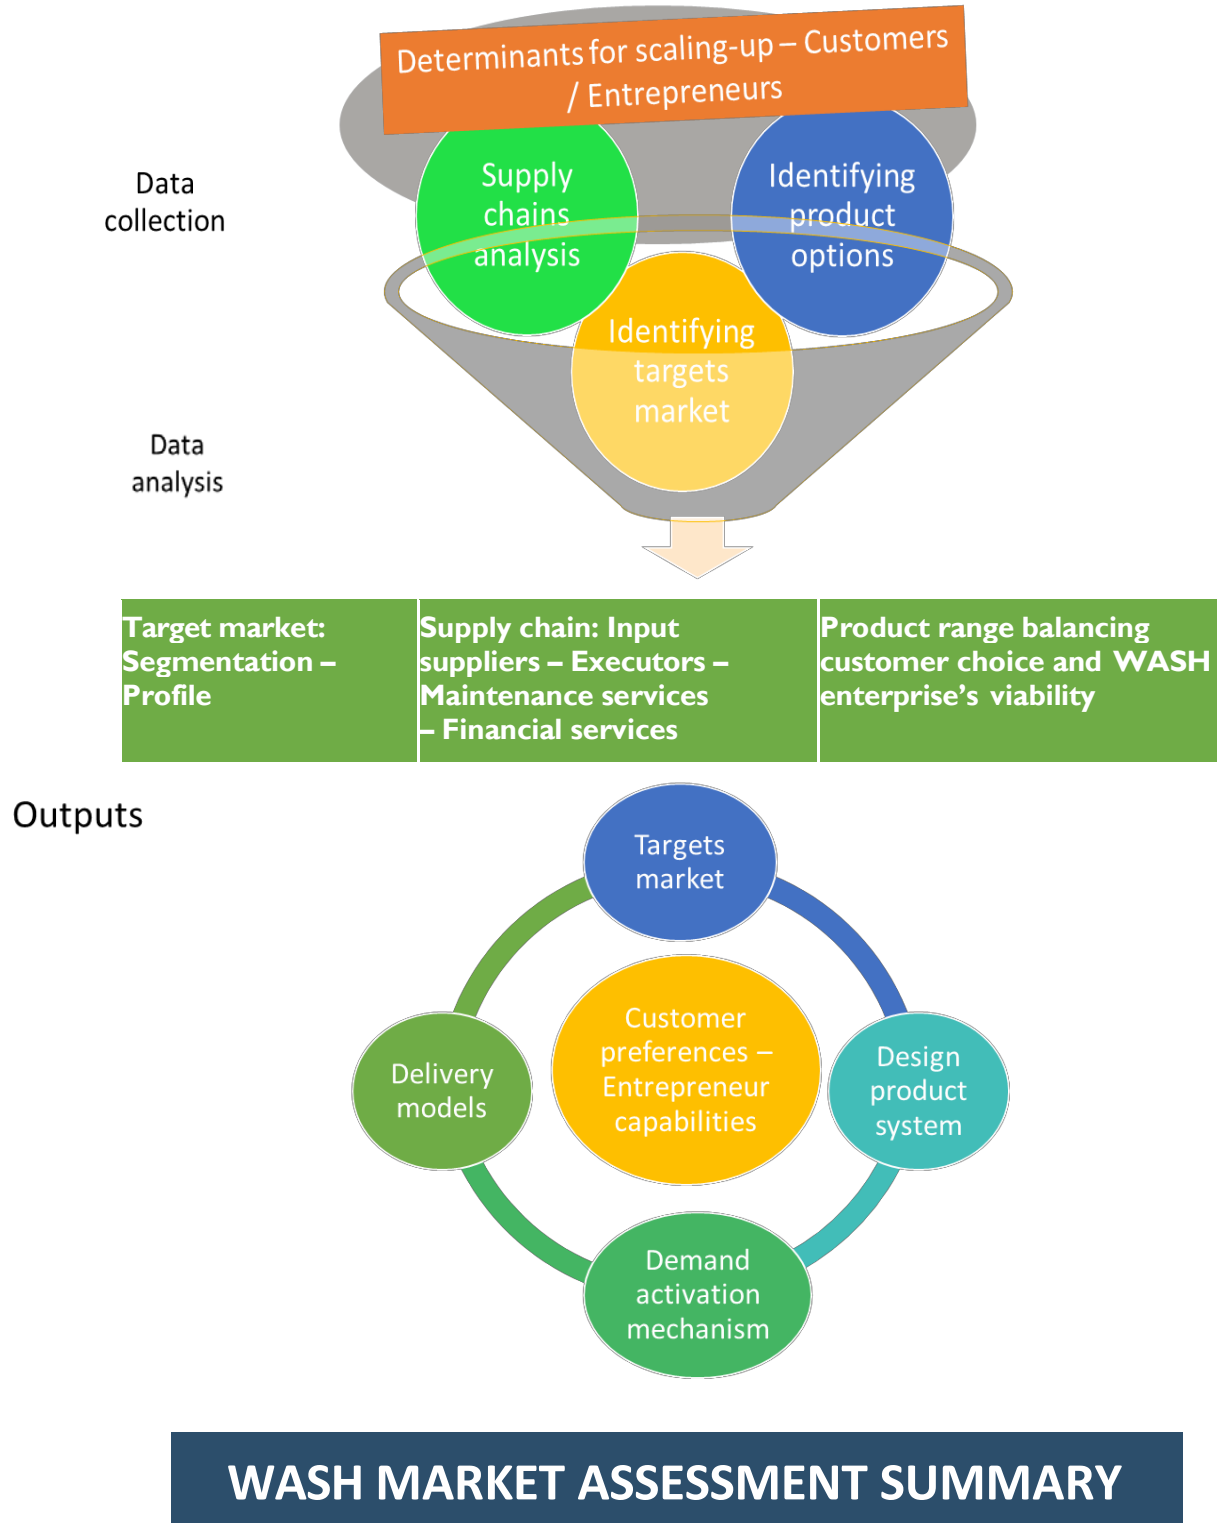 Determinants for scaling-up – Customers
/ Entrepreneurs
Data
collection
Supply
chains
analysis
Identifying
product
options
Identifying
targets
market
Data
analysis
Target market:
Segmentation –
Profile
Supply chain: Input
suppliers – Executors –
Maintenance services
– Financial services
Product range balancing
customer choice and WASH
enterprise’s viability
Outputs
Targets
market
Customer
preferences –
Entrepreneur
capabilities
Delivery
models
Design
product
system
Demand
activation
mechanism
WASH MARKET ASSESSMENT SUMMARY